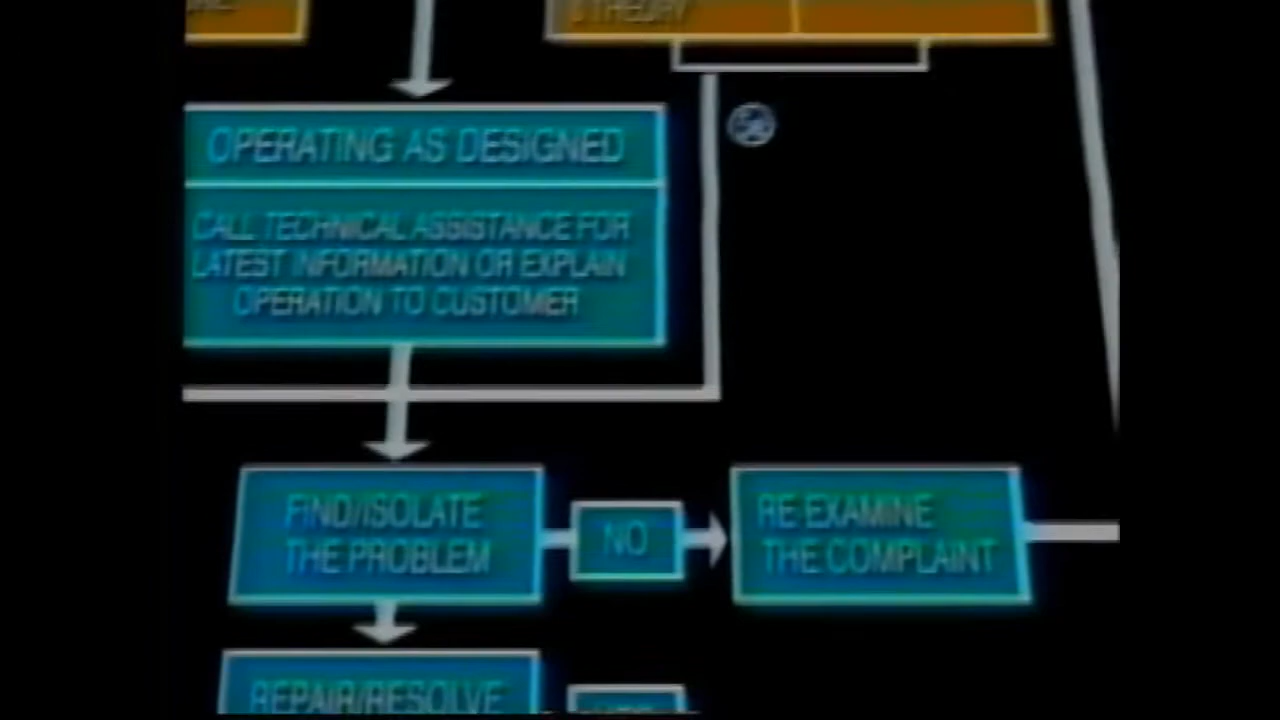 THEORY
OPERATING AS DESIGNED
CALL TECHNICAL ASSISTANCE FOR
LATEST INFORMATION OR EXPLAIN
OPERATION TO CUSTOMER
FIND/ISOLATE
THE PROBLEM
NO
RE EXAMINE
THE COMPLAINT
REPAIR/RESOLVE